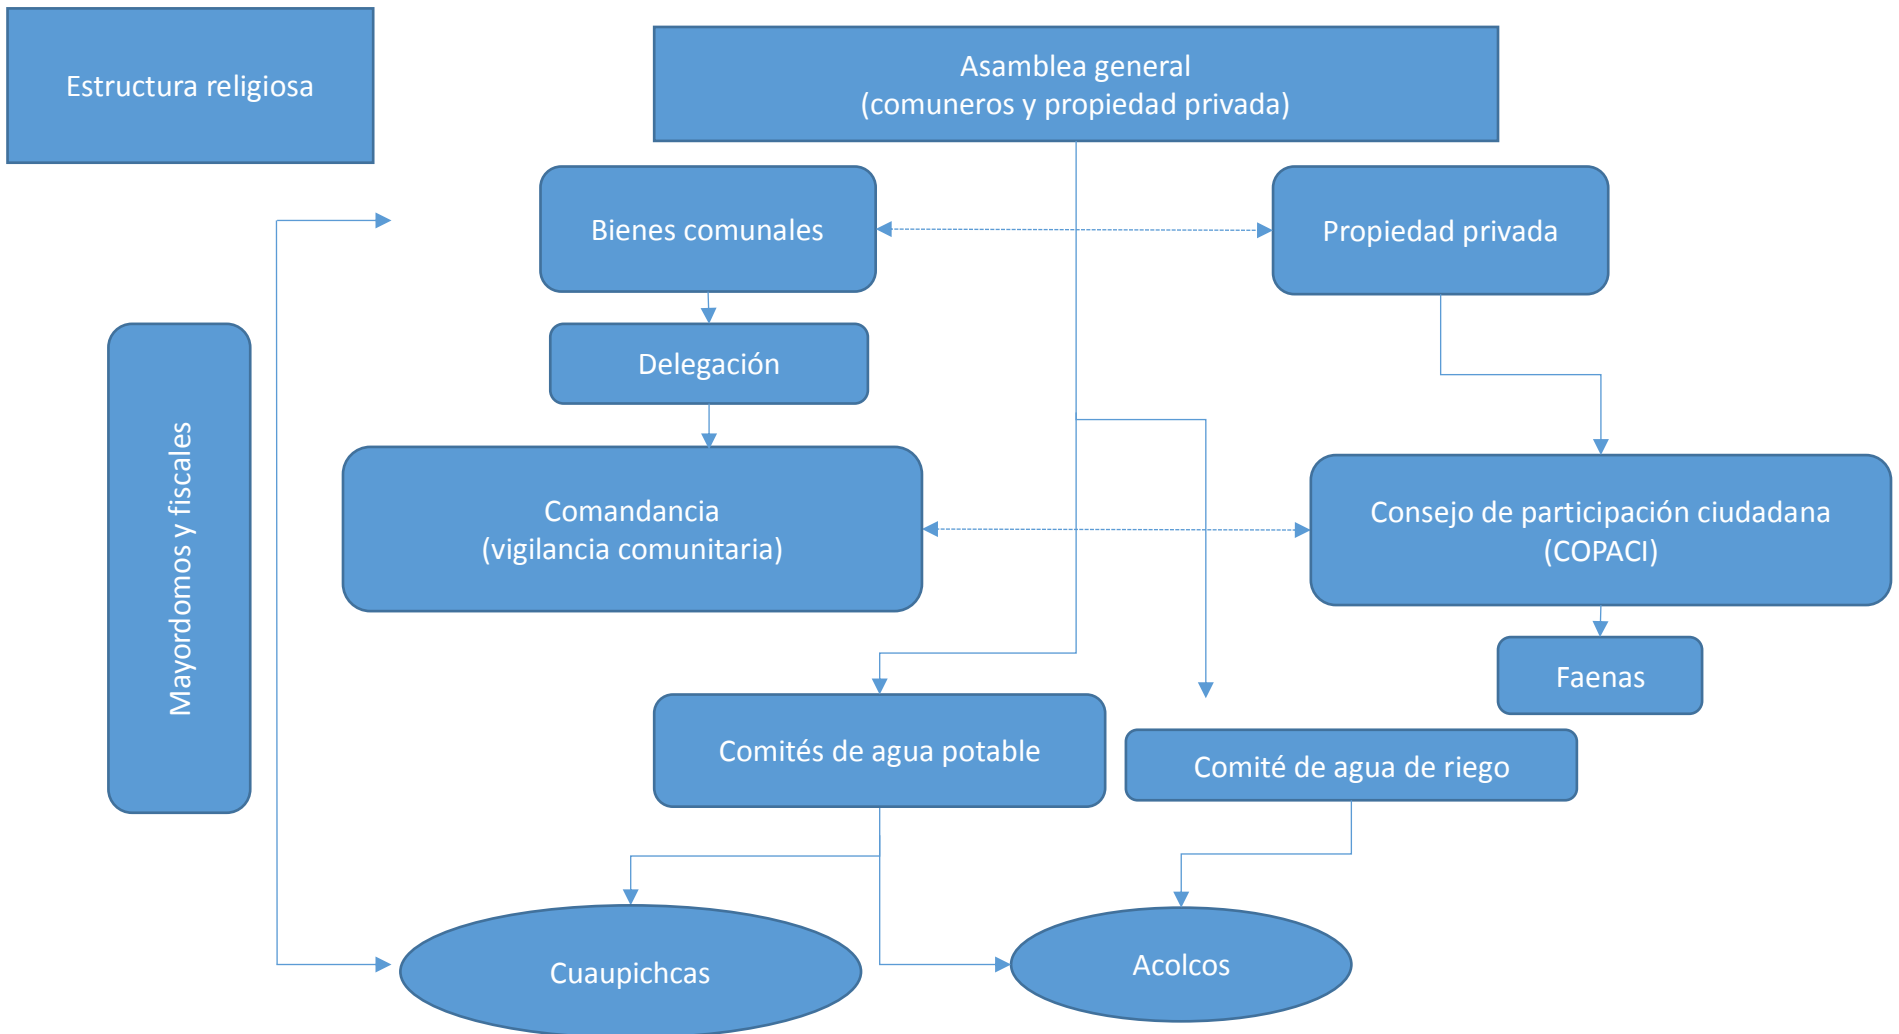 Estructura religiosa
Asamblea general
(comuneros y propiedad privada)
Bienes comunales
Propiedad privada
Delegación
Mayordomos y fiscales
Comandancia
(vigilancia comunitaria)
Consejo de participación ciudadana
(COPACI)
Faenas
Comités de agua potable
Comité de agua de riego
Cuaupichcas
Acolcos